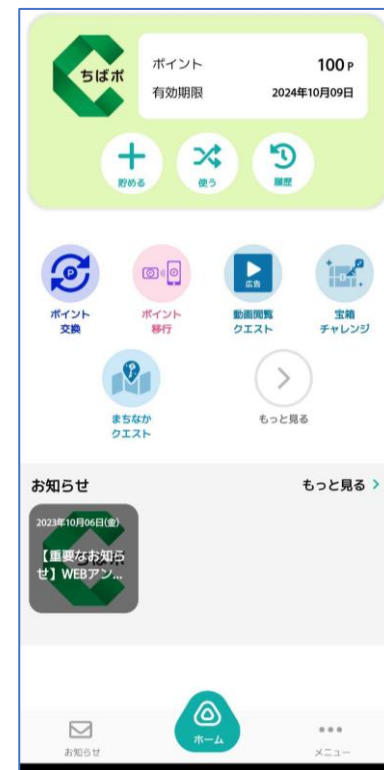 ちばポ
ポイント 100 P
有効期限 2024年10月09日
貯める 使う 履歴
P
広告
ポイント
交換
ポイント
移行
動画閲覧
クエスト
宝箱
チャレンジ
まちなか
クエスト
もっと見る
お知らせ もっと見る
2023年10月06日(金)
【重要なお知ら
せ】WEBアン...
お知らせ ホーム メニュー